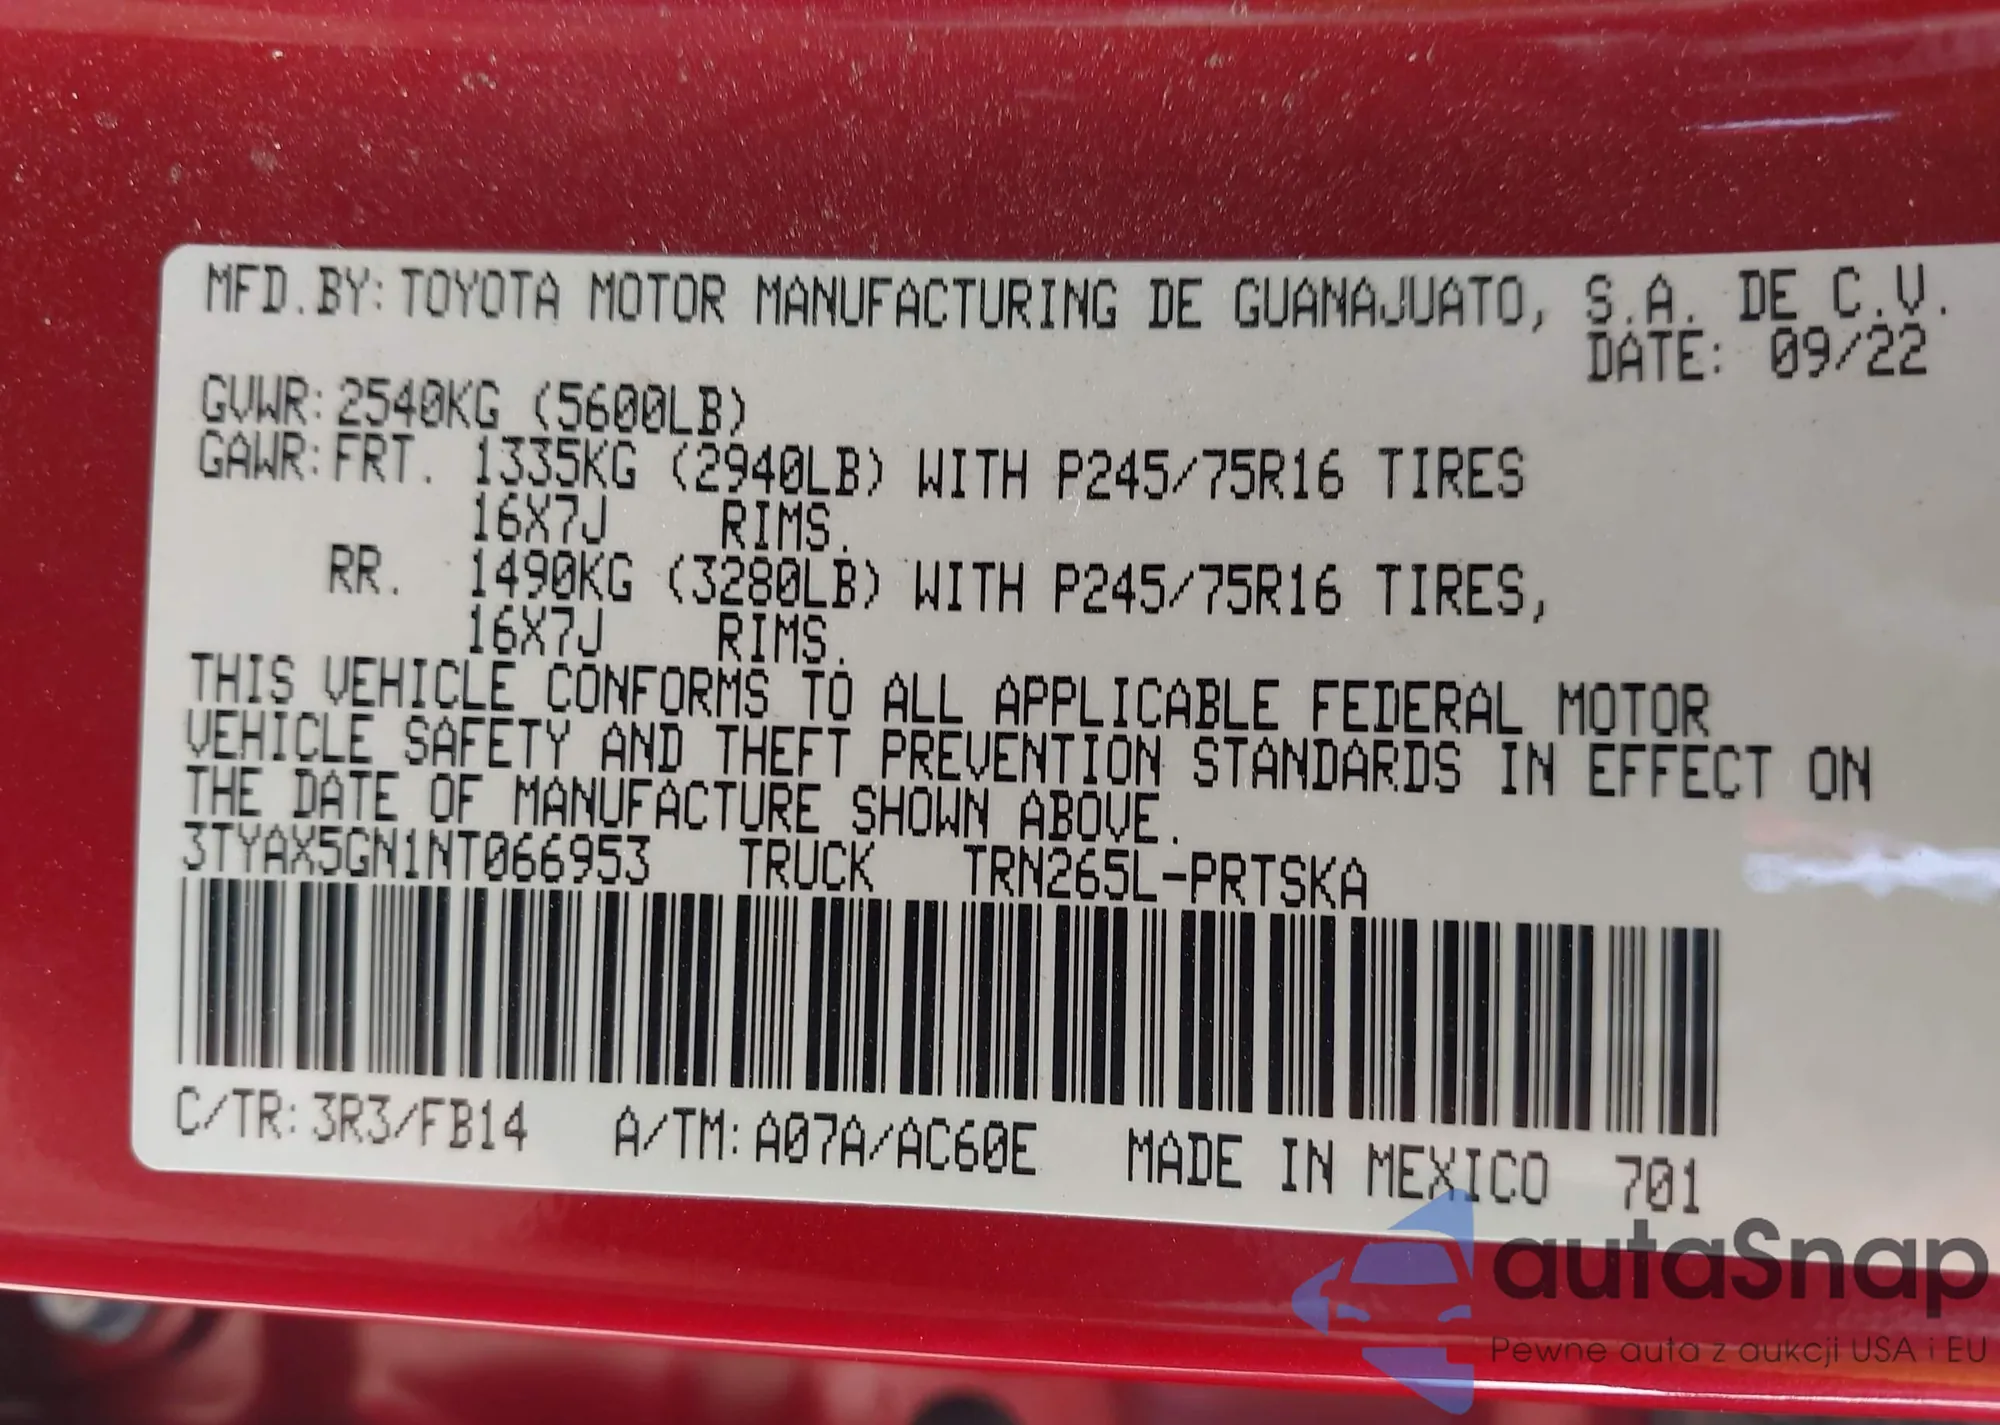 MFD.BY: TOYOTA MOTOR MANUFACTURING DE GUANAJUATO, S.A. DE C.V.
DATE: 09/22
GVWR: 2540KG (5600LB)
GAWR: FRT. 1335KG (2940LB) WITH P245/75R16 TIRES
16X7J RIMS.
RR. 1490KG (3280LB) WITH P245/75R16 TIRES,
16X7J RIMS.
THIS VEHICLE CONFORMS TO ALL APPLICABLE FEDERAL MOTOR
VEHICLE SAFETY AND THEFT PREVENTION STANDARDS IN EFFECT ON
THE DATE OF MANUFACTURE SHOWN ABOVE.
3TYAX5GN1NT066953 TRUCK TRN265L-PRTSKA
C/TR: 3R3/FB14 A/TM: A07A/AC60E MADE IN MEXICO 701
autaSnap
Pewne auta z aukcji USA i EU